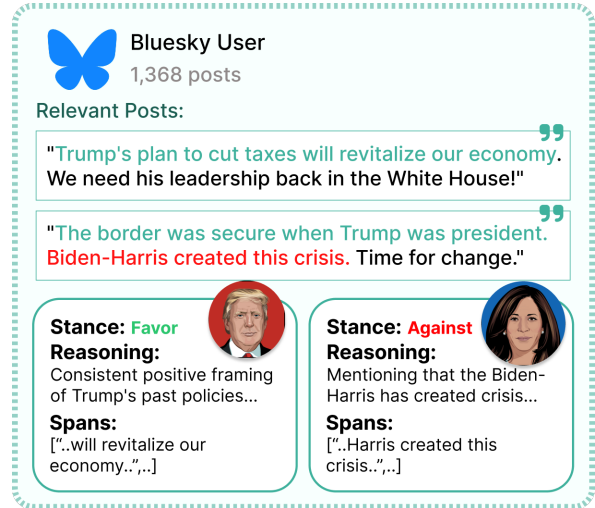 Bluesky User
1,368 posts
Relevant Posts:
"Trump's plan to cut taxes will revitalize our economy.
We need his leadership back in the White House!"
"The border was secure when Trump was president.
Biden-Harris created this crisis. Time for change."
Stance: Favor
Reasoning:
Consistent positive framing
of Trump's past policies...
Spans:
[“..will revitalize our
economy..”,..]
Stance: Against
Reasoning:
Mentioning that the Biden-
Harris has created crisis...
Spans:
[“..Harris created this
crisis..”,..]